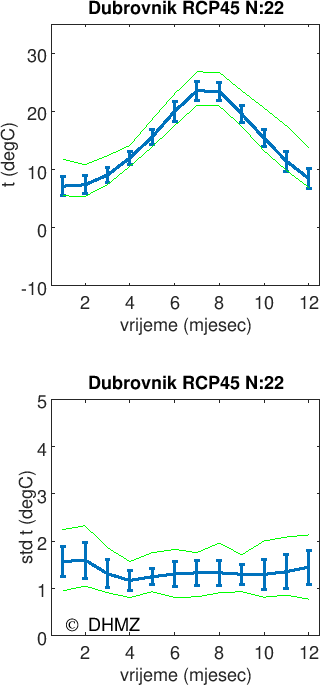 Dubrovnik RCP45 N:22
30
20
10
0
-10
t (degC)
2 4 6 8 10 12
vrijeme (mjesec)
Dubrovnik RCP45 N:22
5
4
3
2
1
0
std t (degC)
© DHMZ
2 4 6 8 10 12
vrijeme (mjesec)